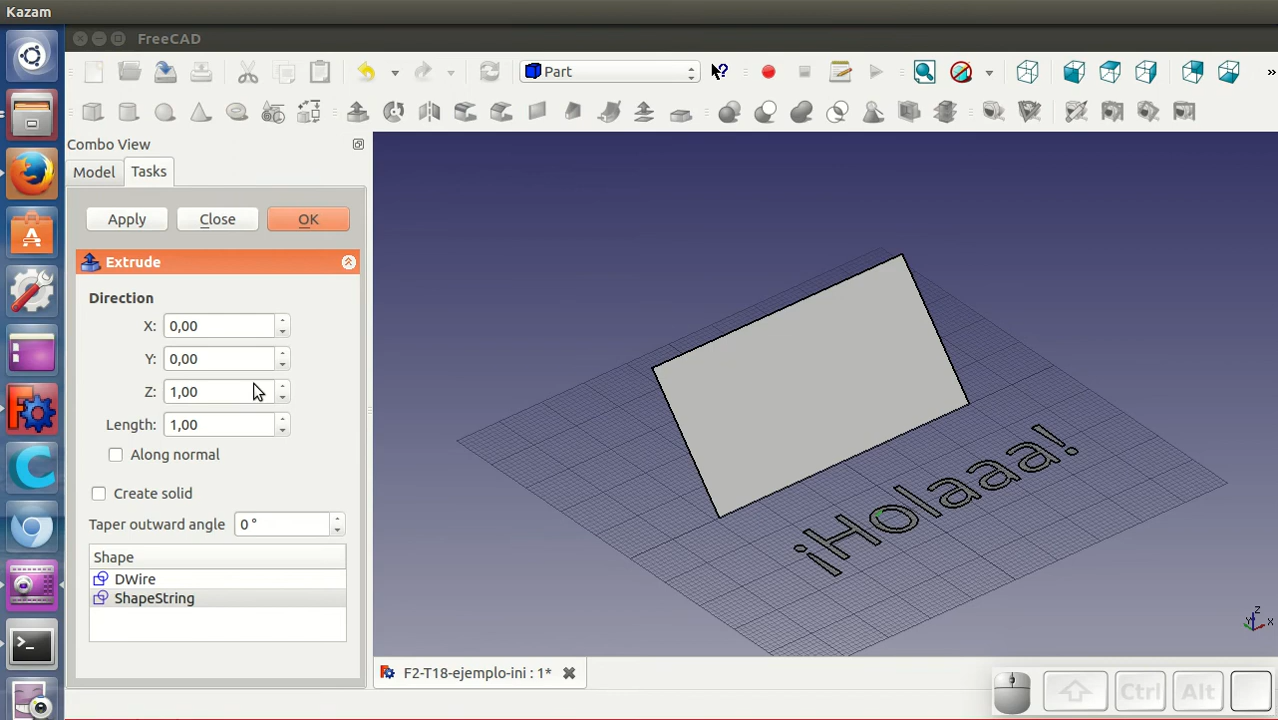 Kazam
FreeCAD
Part
Combo View
Model
Tasks
Apply
Close
OK
Extrude
Direction
X: 0,00
Y: 0,00
Z: 1,00
Length: 1,00
Along normal
Create solid
Taper outward angle 0 °
Shape
DWire
ShapeString
¡Holaaa!
Z
Y
X
F2-T18-ejemplo-ini : 1*
Ctrl
Alt